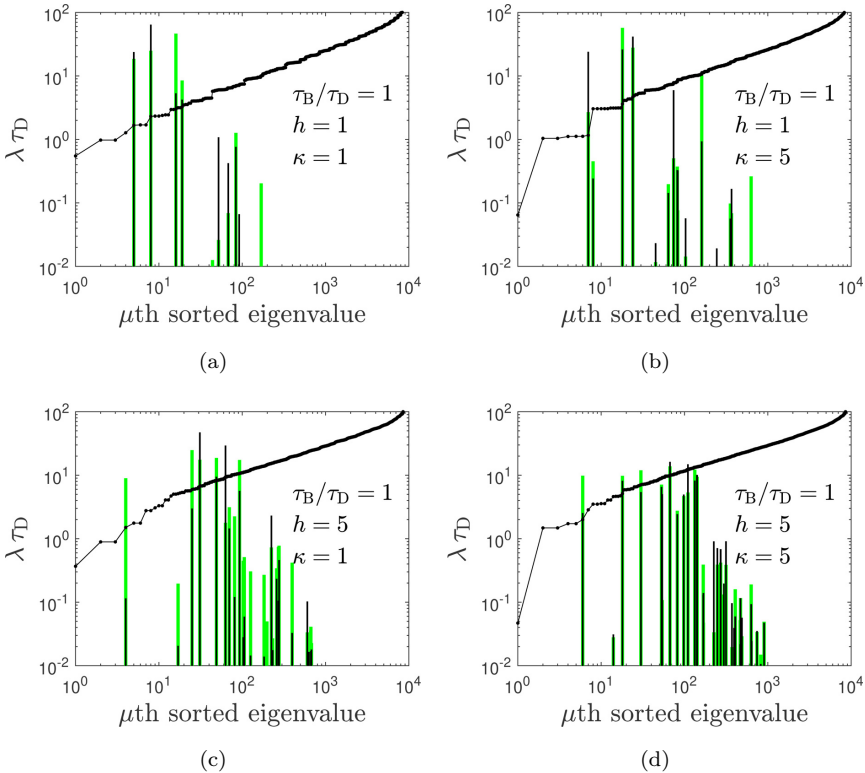 10^2
10^1
10^0
10^-1
10^-2
λ τ_D
τ_B/τ_D = 1
h = 1
κ = 1
10^0 10^1 10^2 10^3 10^4
μth sorted eigenvalue
(a)
10^2
10^1
10^0
10^-1
10^-2
λ τ_D
τ_B/τ_D = 1
h = 1
κ = 5
10^0 10^1 10^2 10^3 10^4
μth sorted eigenvalue
(b)
10^2
10^1
10^0
10^-1
10^-2
λ τ_D
τ_B/τ_D = 1
h = 5
κ = 1
10^0 10^1 10^2 10^3 10^4
μth sorted eigenvalue
(c)
10^2
10^1
10^0
10^-1
10^-2
λ τ_D
τ_B/τ_D = 1
h = 5
κ = 5
10^0 10^1 10^2 10^3 10^4
μth sorted eigenvalue
(d)